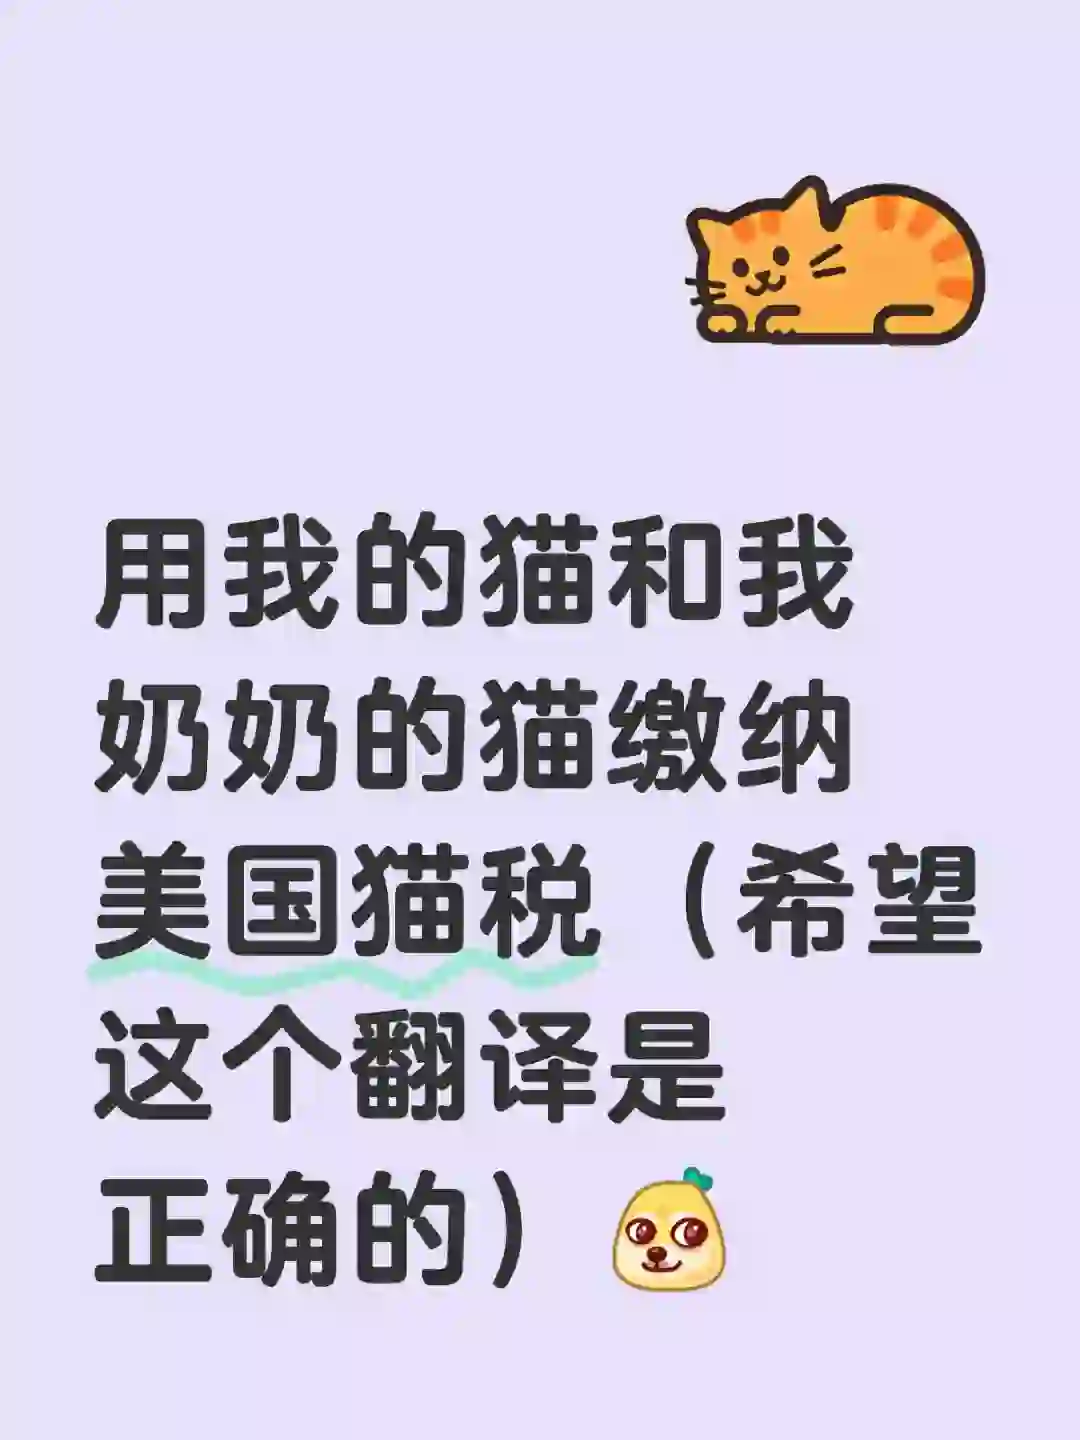 用我的猫和我
奶奶的猫缴纳
美国猫税（希望
这个翻译是
正确的）